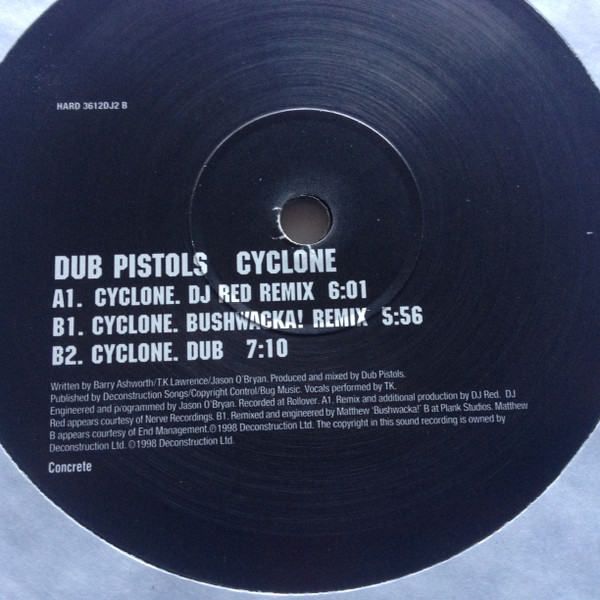 HARD 3612DJ2 B
DUB PISTOLS CYCLONE
A1. CYCLONE. DJ RED REMIX 6:01
B1. CYCLONE. BUSHWACKA! REMIX 5:56
B2. CYCLONE. DUB 7:10
Written by Barry Ashworth/T.K Lawrence/Jason O'Bryan. Produced and mixed by Dub Pistols.
Published by Deconstruction Songs/Copyright Control/Bug Music. Vocals performed by TK.
Engineered and programmed by Jason O'Bryan. Recorded at Rollover. A1. Remix and additional production by DJ Red. DJ
Red appears courtesy of Nerve Recordings. B1. Remixed and engineered by Matthew 'Bushwacka!' B at Plank Studios. Matthew
B appears courtesy of End Management.℗1998 Deconstruction Ltd. The copyright in this sound recording is owned by
Deconstruction Ltd. ©1998 Deconstruction Ltd.
Concrete